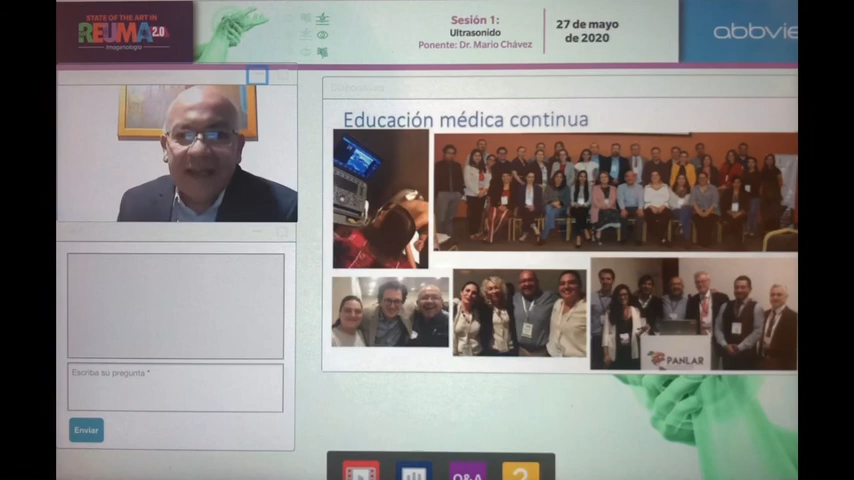 STATE OF THE ART IN
REUMA 2.0
Imagenología
Sesión 1:
Ultrasonido
Ponente: Dr. Mario Chávez
27 de mayo
de 2020
abbvie
Educación médica continua
PANLAR
Escriba su pregunta *
Enviar
Q&A
?